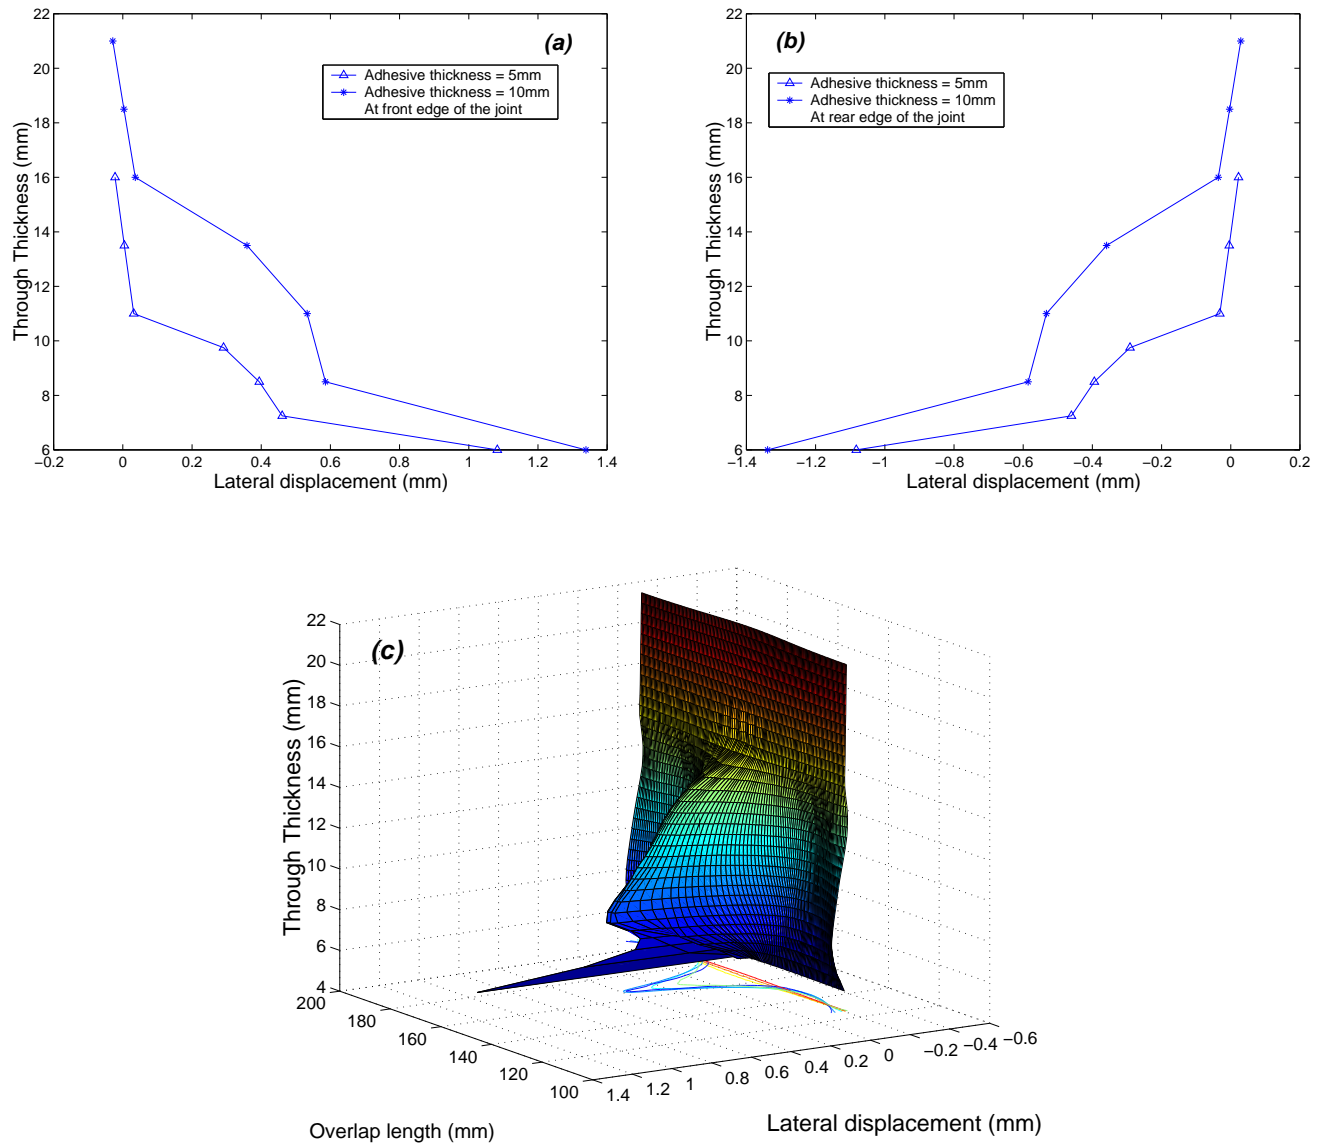 (a)
Adhesive thickness = 5mm
Adhesive thickness = 10mm
At front edge of the joint
22
20
18
16
14
12
10
8
6
Through Thickness (mm)
−0.2 0 0.2 0.4 0.6 0.8 1 1.2 1.4
Lateral displacement (mm)
(b)
Adhesive thickness = 5mm
Adhesive thickness = 10mm
At rear edge of the joint
22
20
18
16
14
12
10
8
6
Through Thickness (mm)
−1.4 −1.2 −1 −0.8 −0.6 −0.4 −0.2 0 0.2
Lateral displacement (mm)
(c)
22
20
18
16
14
12
10
8
6
4
Through Thickness (mm)
200 180 160 140 120 100
Overlap length (mm)
1.4 1.2 1 0.8 0.6 0.4 0.2 0 −0.2 −0.4 −0.6
Lateral displacement (mm)